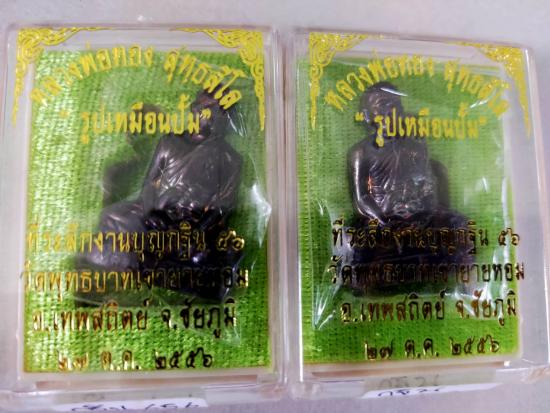 หลวงพ่อทอง สุทธสีโล
"รูปเหมือนปั๊ม"
ที่ระลึกงานบุญกฐิน ๕๖
วัดพุทธบาทเขายายหอม
อ.เทพสถิตย์ จ.ชัยภูมิ
๒๗ ต.ค. ๒๕๕๖
หลวงพ่อทอง สุทธสีโล
"รูปเหมือนปั๊ม"
ที่ระลึกงานบุญกฐิน ๕๖
วัดพุทธบาทเขายายหอม
อ.เทพสถิตย์ จ.ชัยภูมิ
๒๗ ต.ค. ๒๕๕๖